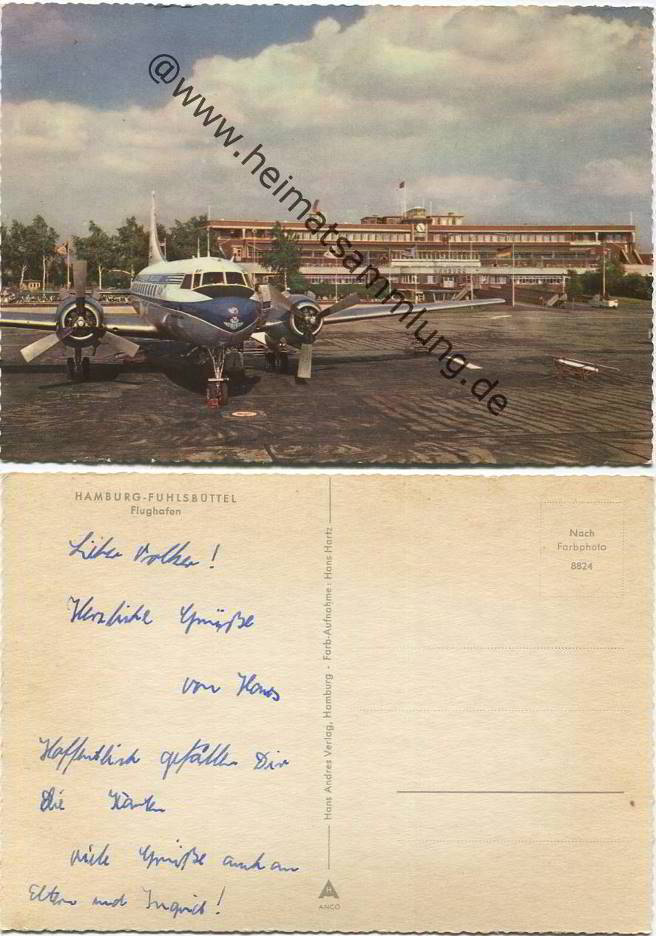 @www.heimatsammlung.de
HAMBURG-FUHLSBÜTTEL
Flughafen
Lieber Volker!
Herzliche Grüße
von Hans
Hoffentlich gefallen Dir
die Karten
viele Grüße auch an
Eltern und Ingrid!
Hans Andres Verlag, Hamburg - Farb-Aufnahme: Hans Hartz
H
ANCO
Nach
Farbphoto
8824